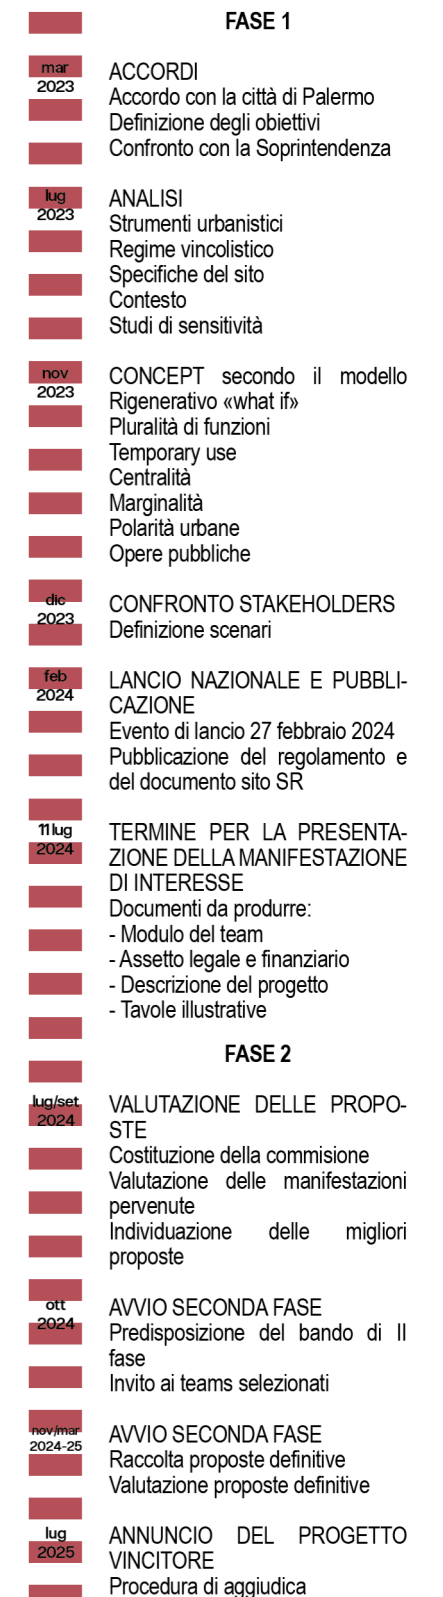 FASE 1
mar
2023
ACCORDI
Accordo con la città di Palermo
Definizione degli obiettivi
Confronto con la Soprintendenza
lug
2023
ANALISI
Strumenti urbanistici
Regime vincolistico
Specifiche del sito
Contesto
Studi di sensitività
nov
2023
CONCEPT secondo il modello
Rigenerativo «what if»
Pluralità di funzioni
Temporary use
Centralità
Marginalità
Polarità urbane
Opere pubbliche
dic
2023
CONFRONTO STAKEHOLDERS
Definizione scenari
feb
2024
LANCIO NAZIONALE E PUBBLI-
CAZIONE
Evento di lancio 27 febbraio 2024
Pubblicazione del regolamento e
del documento sito SR
11 lug
2024
TERMINE PER LA PRESENTA-
ZIONE DELLA MANIFESTAZIONE
DI INTERESSE
Documenti da produrre:
- Modulo del team
- Assetto legale e finanziario
- Descrizione del progetto
- Tavole illustrative
FASE 2
lug/set
2024
VALUTAZIONE DELLE PROPO-
STE
Costituzione della commisione
Valutazione delle manifestazioni
pervenute
Individuazione delle migliori
proposte
ott
2024
AVVIO SECONDA FASE
Predisposizione del bando di II
fase
Invito ai teams selezionati
nov/mar
2024-25
AVVIO SECONDA FASE
Raccolta proposte definitive
Valutazione proposte definitive
lug
2025
ANNUNCIO DEL PROGETTO
VINCITORE
Procedura di aggiudica